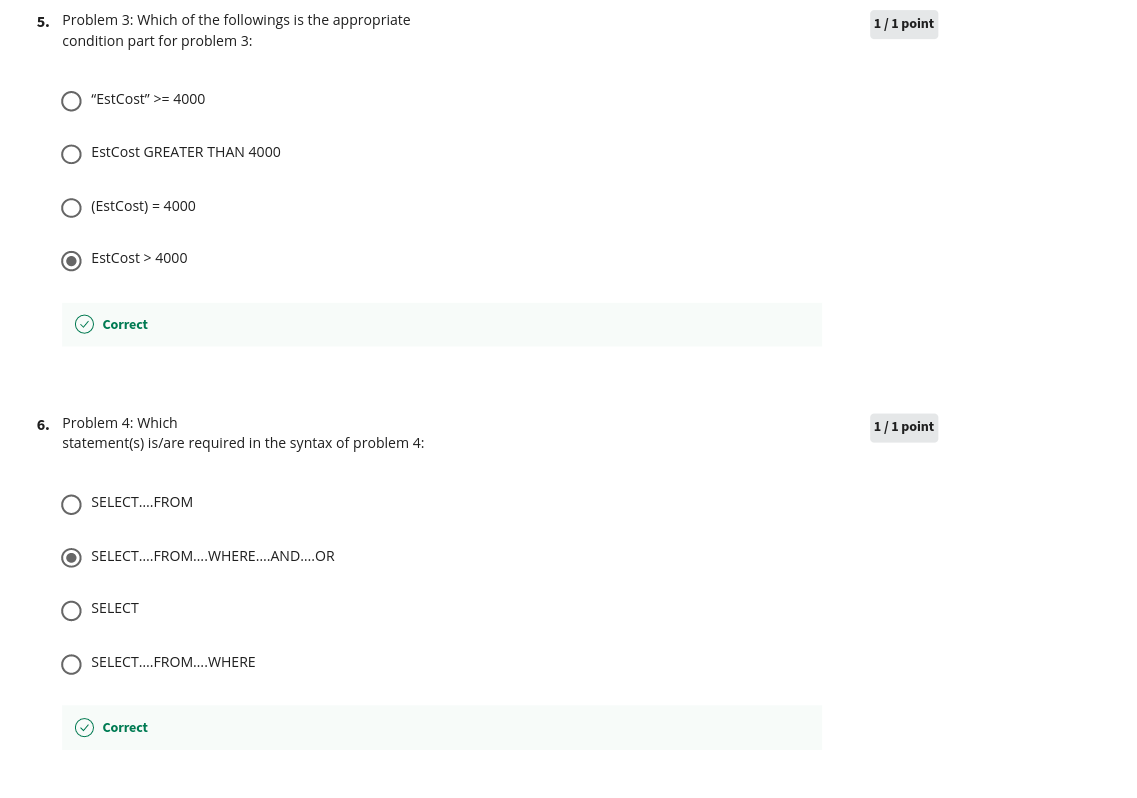 5. Problem 3: Which of the followings is the appropriate 1 / 1 point
condition part for problem 3:
“EstCost” >= 4000
EstCost GREATER THAN 4000
(EstCost) = 4000
EstCost > 4000
Correct
6. Problem 4: Which 1 / 1 point
statement(s) is/are required in the syntax of problem 4:
SELECT....FROM
SELECT....FROM....WHERE....AND....OR
SELECT
SELECT....FROM....WHERE
Correct